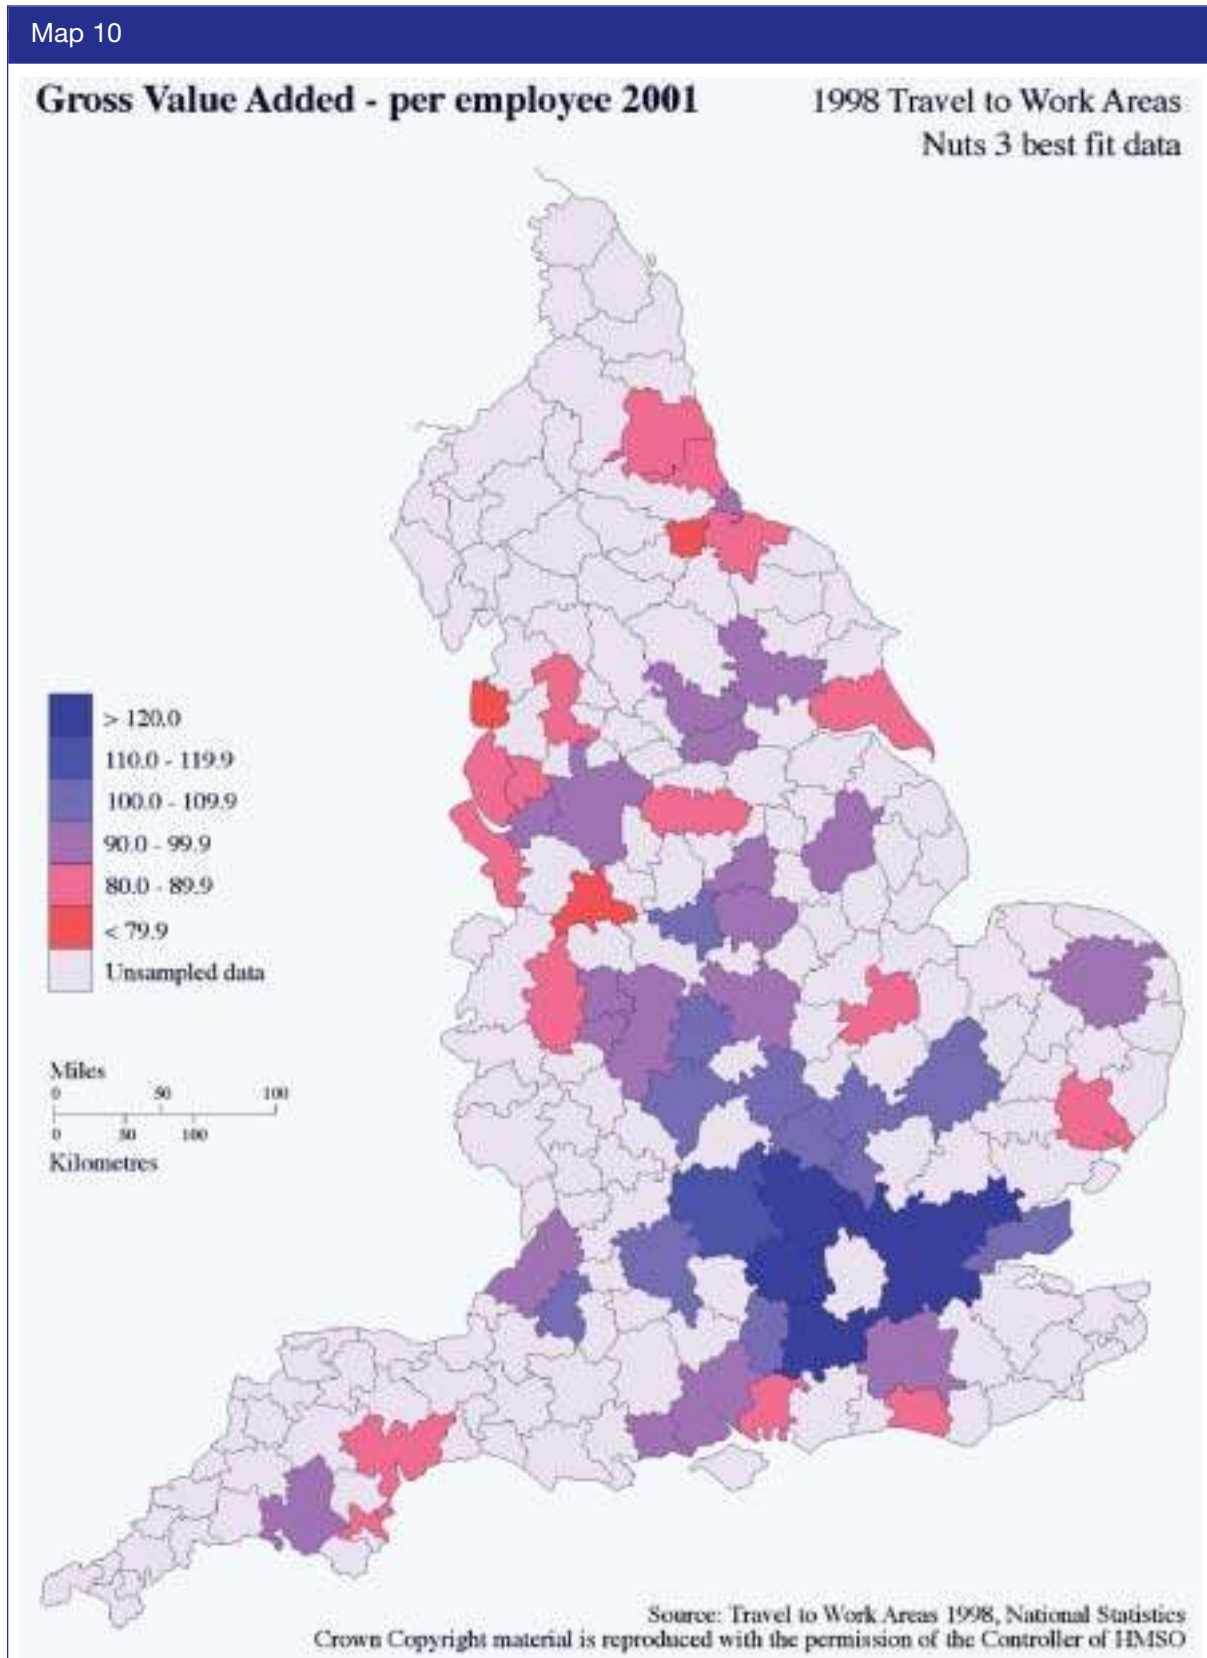 Map 10
Gross Value Added - per employee 2001
1998 Travel to Work Areas
Nuts 3 best fit data
> 120.0
110.0 - 119.9
100.0 - 109.9
90.0 - 99.9
80.0 - 89.9
< 79.9
Unsampled data
Miles
0 50 100
0 50 100
Kilometres
Source: Travel to Work Areas 1998, National Statistics
Crown Copyright material is reproduced with the permission of the Controller of HMSO